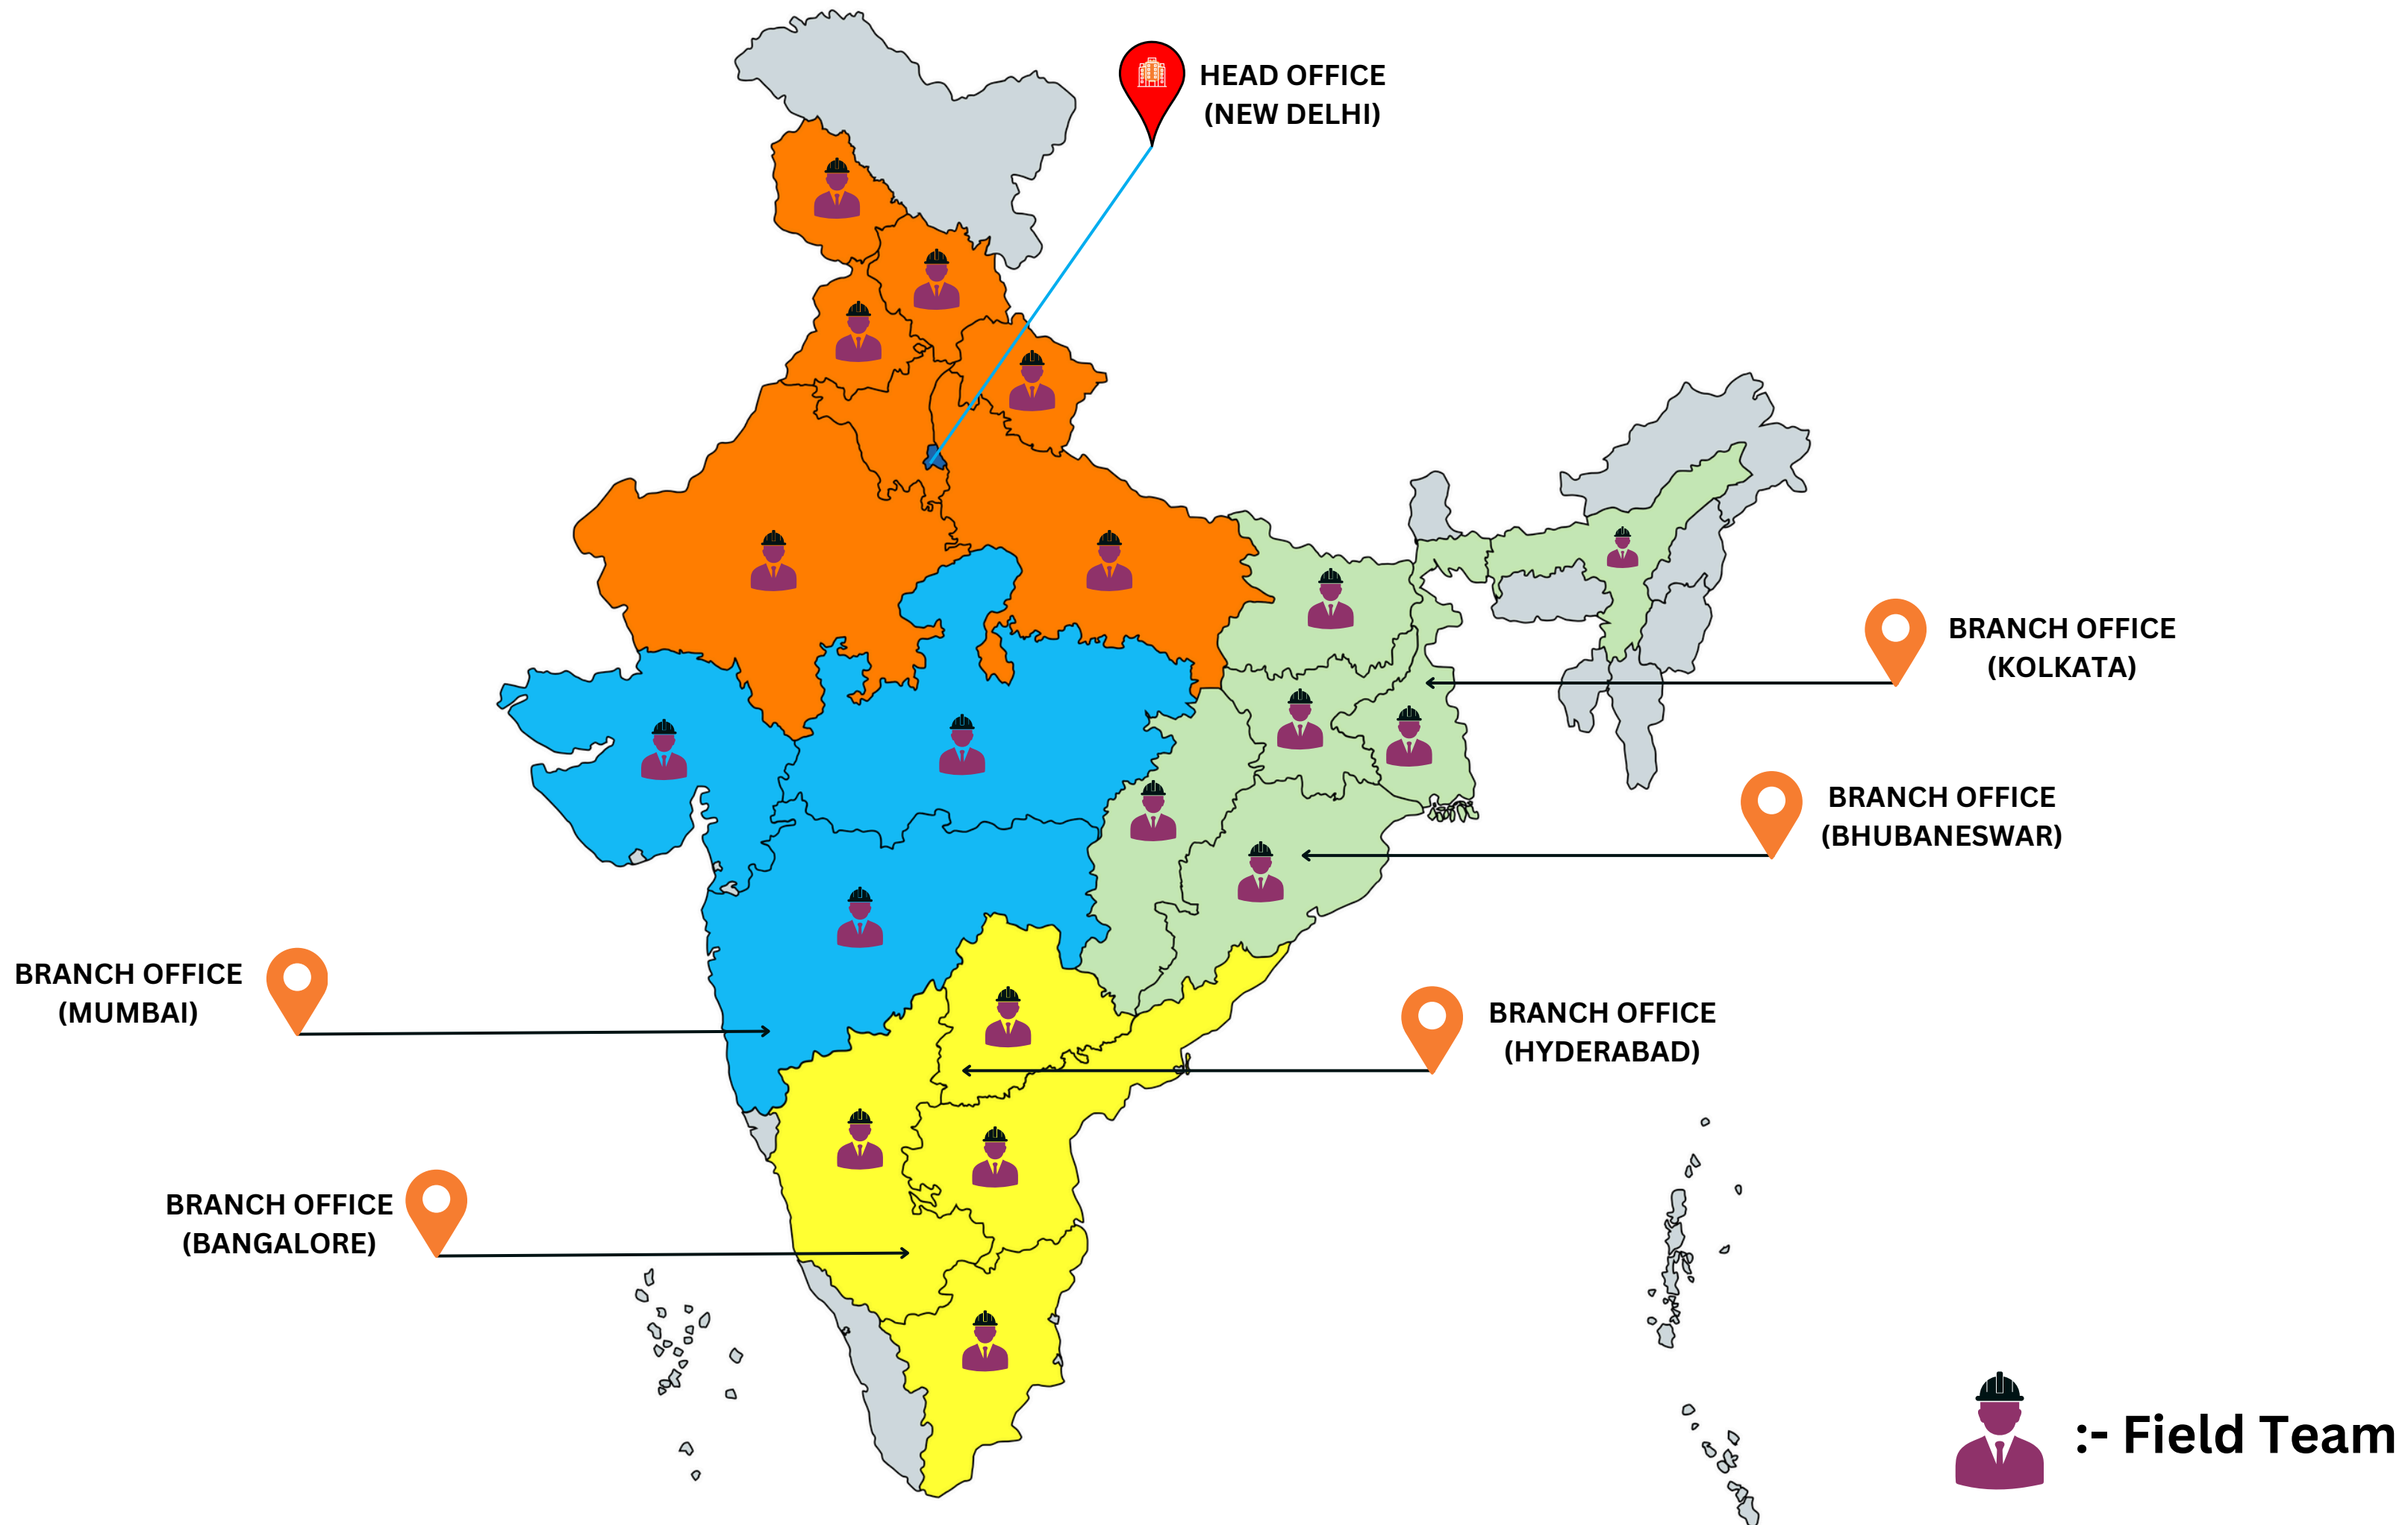 HEAD OFFICE
(NEW DELHI)
BRANCH OFFICE
(KOLKATA)
BRANCH OFFICE
(BHUBANESWAR)
BRANCH OFFICE
(MUMBAI)
BRANCH OFFICE
(HYDERABAD)
BRANCH OFFICE
(BANGALORE)
:- Field Team